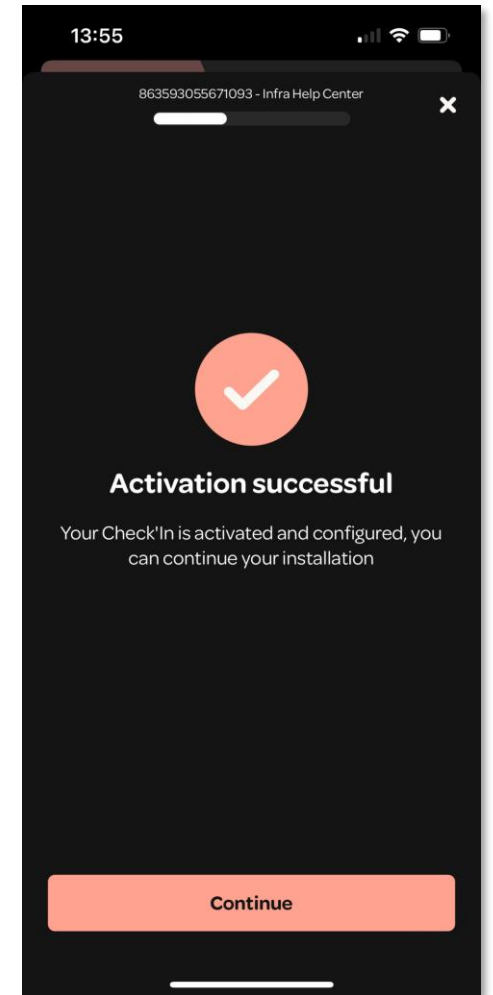 13:55
863593055671093 - Infra Help Center
Activation successful
Your Check'In is activated and configured, you
can continue your installation
Continue